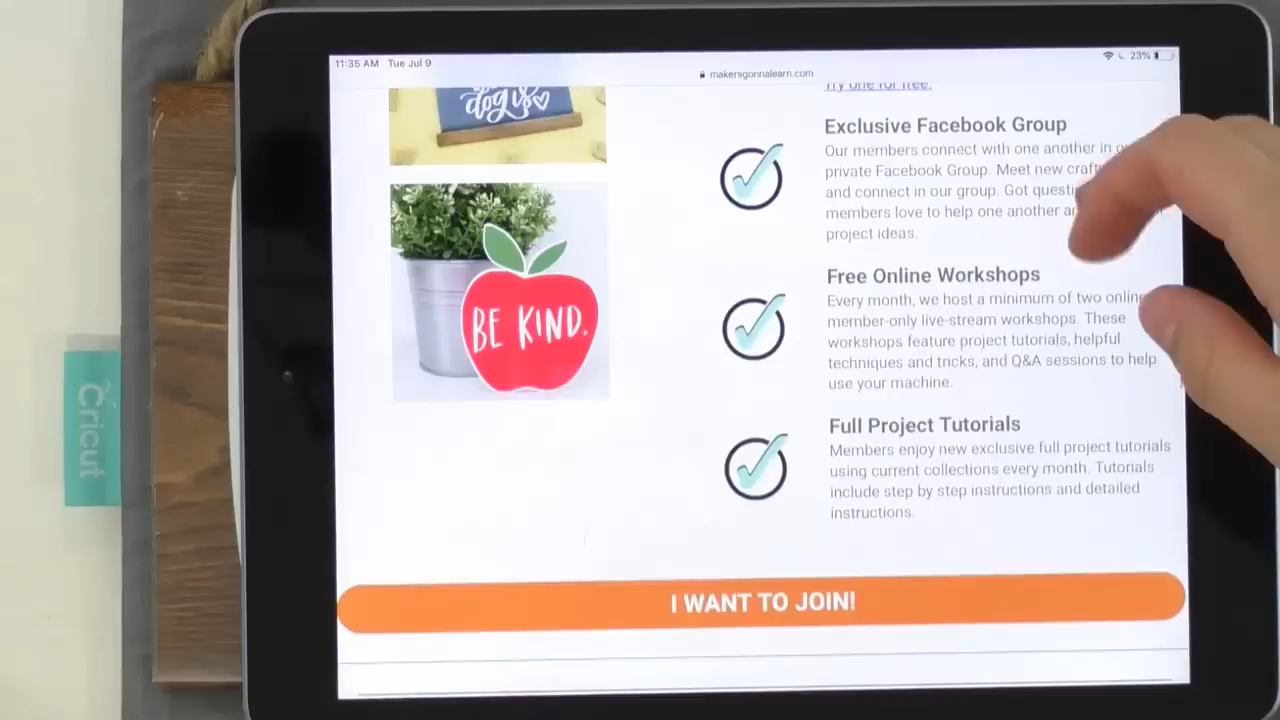 11:35 AM Tue Jul 9
makersgonnalearn.com
23%
Try one for free.
dog is
Exclusive Facebook Group
Our members connect with one another in
private Facebook Group. Meet new
and connect in our group. Got
members love to help one another
project ideas.
BE KIND.
Free Online Workshops
Every month, we host a minimum of two online
member-only live-stream workshops. These
workshops feature project tutorials, helpful
techniques and tricks, and Q&A sessions to help
use your machine.
Full Project Tutorials
Members enjoy new exclusive full project tutorials
using current collections every month. Tutorials
include step by step instructions and detailed
instructions.
I WANT TO JOIN!
Cricut